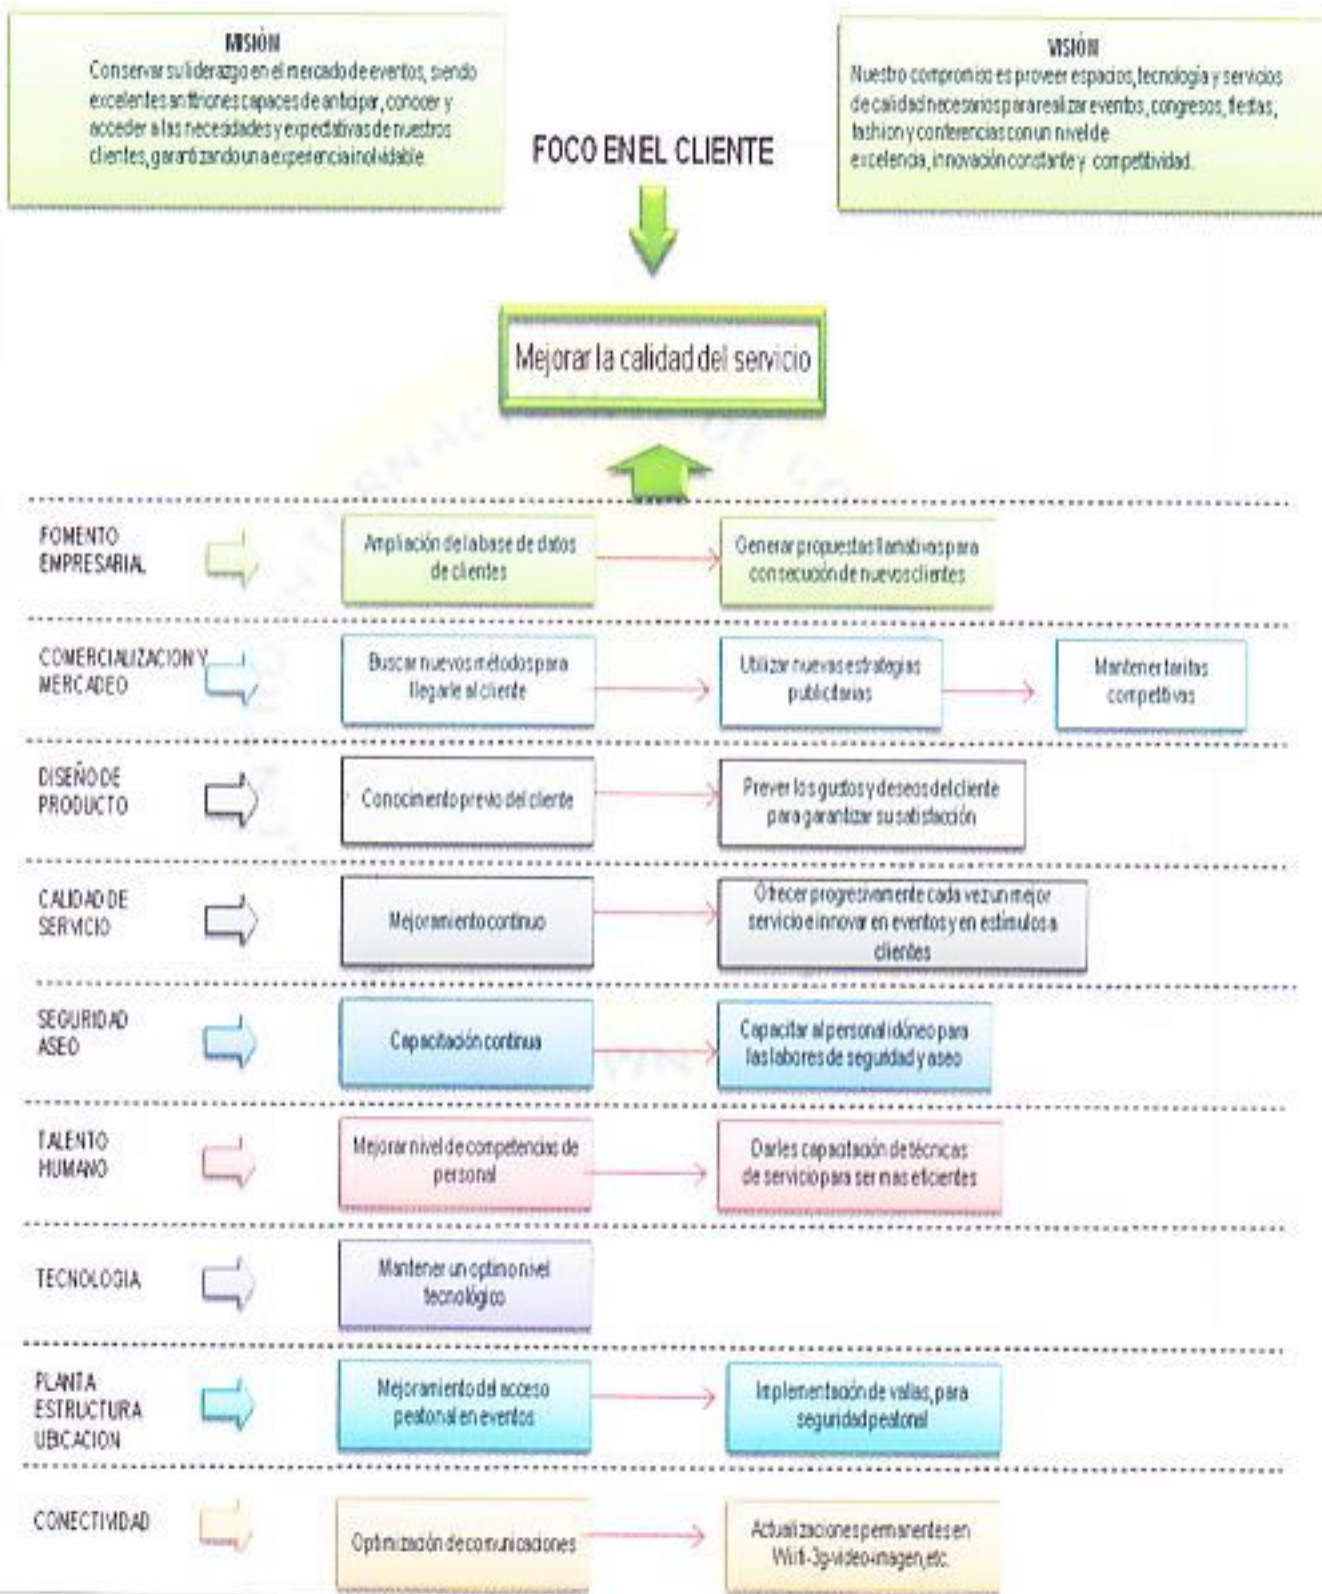 MISIÓN
Conservar su liderazgo en el mercado de eventos, siendo
excelentes anfitriones capaces de anticipar, conocer y
acceder a las necesidades y expectativas de nuestros
clientes, garantizando una experiencia inolvidable
VISIÓN
Nuestro compromiso es proveer espacios, tecnología y servicios
de calidad necesarios para realizar eventos, congresos, fiestas,
fashion y conferencias con un nivel de
excelencia, innovación constante y competitividad.
FOCO EN EL CLIENTE
Mejorar la calidad del servicio
FOMENTO
EMPRESARIAL
Ampliación de la base de datos
de clientes
Generar propuestas llamativas para
consecución de nuevos clientes
COMERCIALIZACION Y
MERCADEO
Buscar nuevos métodos para
llegarle al cliente
Utilizar nuevas estrategias
publicitarias
Mantener tarifas
competitivas
DISEÑO DE
PRODUCTO
Conocimiento previo del cliente
Prever los gustos y deseos del cliente
para garantizar su satisfacción
CALIDAD DE
SERVICIO
Mejoramiento continuo
Ofrecer progresivamente cada vez un mejor
servicio e innovar en eventos y en estímulos a
clientes
SEGURIDAD
ASEO
Capacitación continua
Capacitar al personal idóneo para
las labores de seguridad y aseo
TALENTO
HUMANO
Mejorar nivel de competencias de
personal
Darles capacitación de técnicas
de servicio para ser mas eficientes
TECNOLOGIA
Mantener un optimo nivel
tecnológico
PLANTA
ESTRUCTURA
UBICACION
Mejoramiento del acceso
peatonal en eventos
Implementación de vallas, para
seguridad peatonal
CONECTIVIDAD
Optimización de comunicaciones
Actualizaciones permanentes en
Wifi-3g-video-imagen, etc.